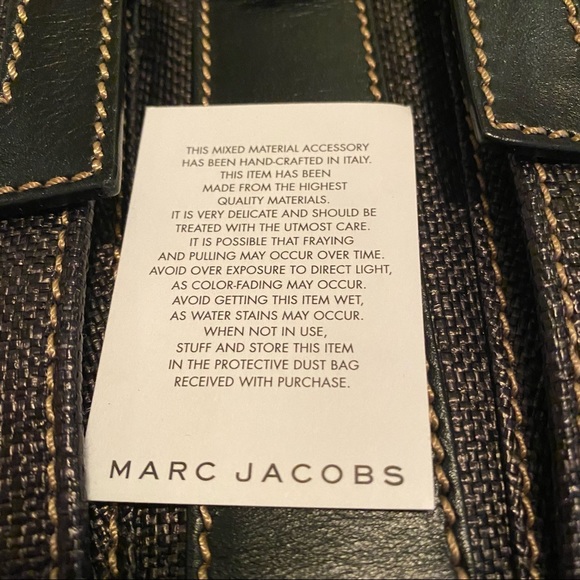 THIS MIXED MATERIAL ACCESSORY
HAS BEEN HAND-CRAFTED IN ITALY.
THIS ITEM HAS BEEN
MADE FROM THE HIGHEST
QUALITY MATERIALS.
IT IS VERY DELICATE AND SHOULD BE
TREATED WITH THE UTMOST CARE.
IT IS POSSIBLE THAT FRAYING
AND PULLING MAY OCCUR OVER TIME.
AVOID OVER EXPOSURE TO DIRECT LIGHT,
AS COLOR-FADING MAY OCCUR.
AVOID GETTING THIS ITEM WET,
AS WATER STAINS MAY OCCUR.
WHEN NOT IN USE,
STUFF AND STORE THIS ITEM
IN THE PROTECTIVE DUST BAG
RECEIVED WITH PURCHASE.
MARC JACOBS